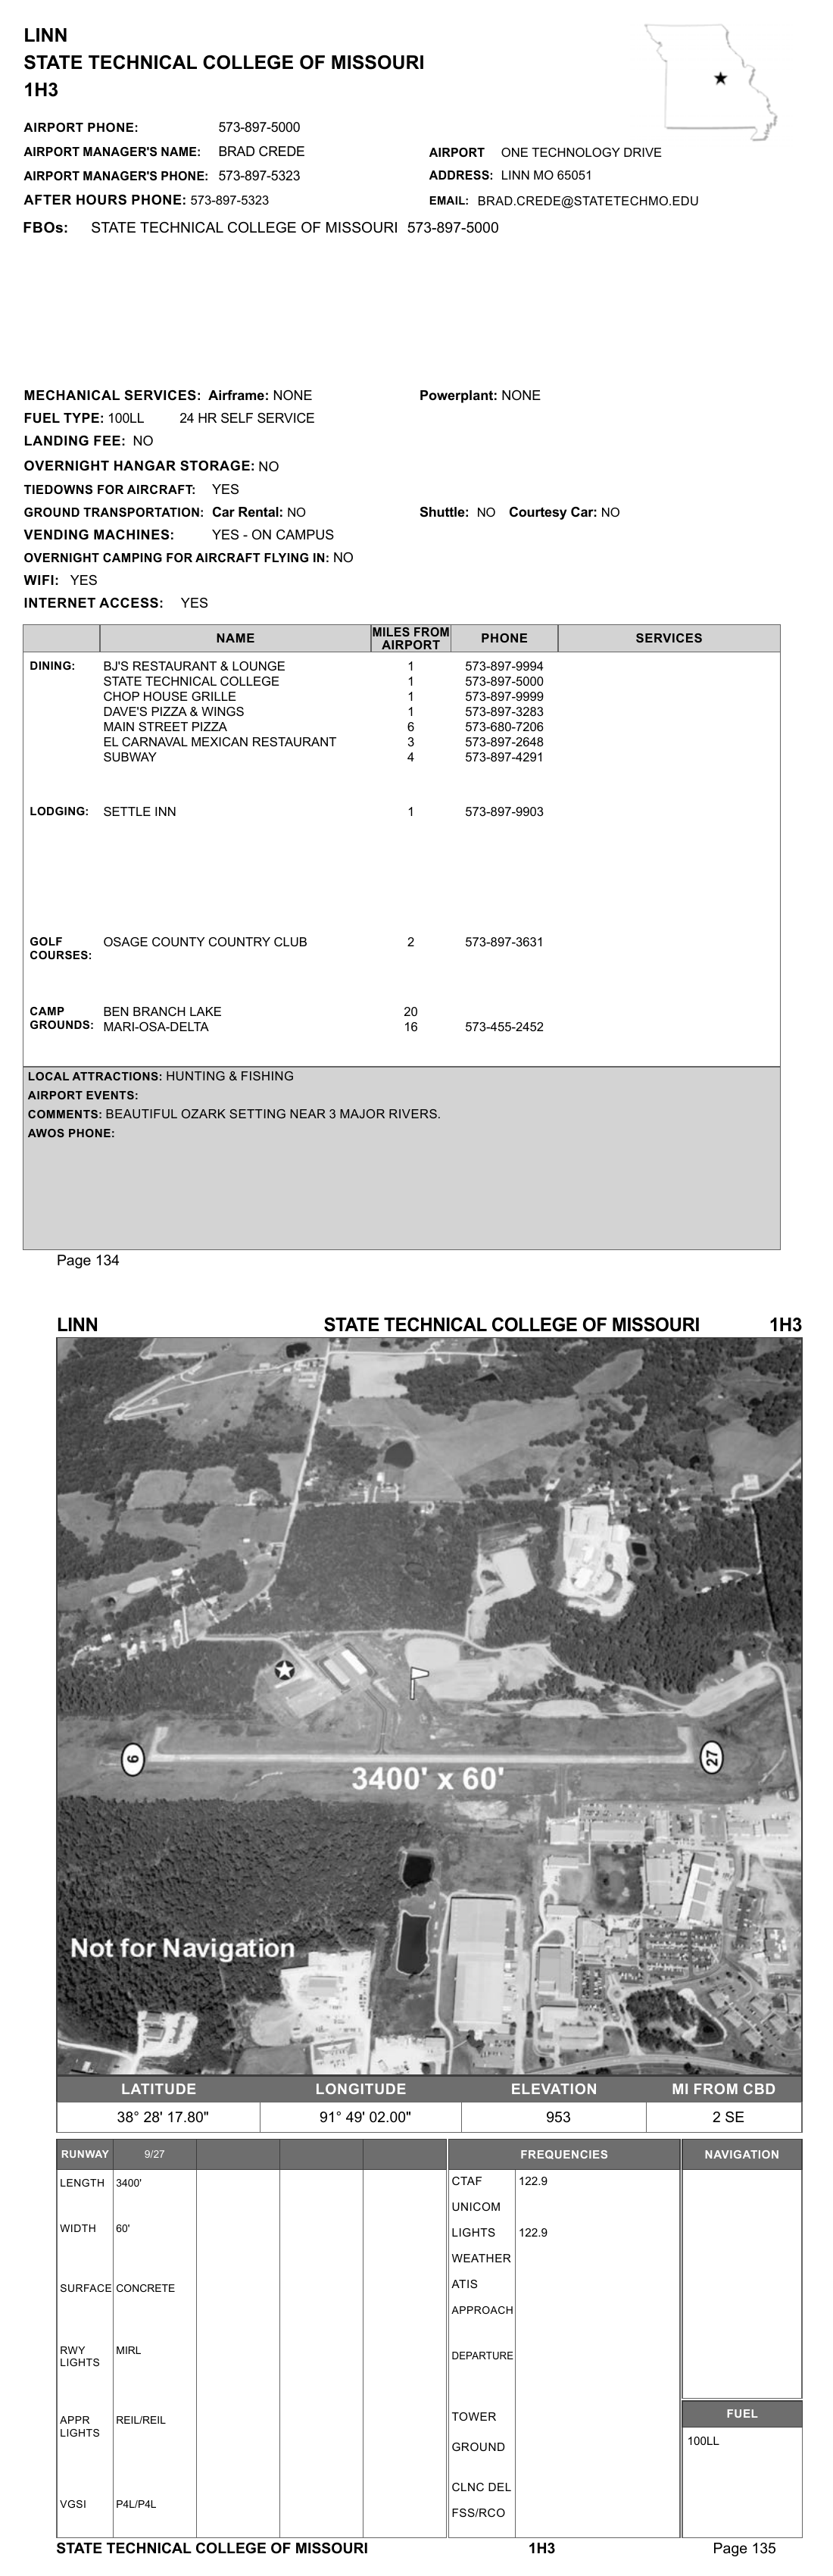 LINN
STATE TECHNICAL COLLEGE OF MISSOURI
1H3
AIRPORT PHONE: 573-897-5000
AIRPORT MANAGER'S NAME: BRAD CREDE
AIRPORT ONE TECHNOLOGY DRIVE
AIRPORT MANAGER'S PHONE: 573-897-5323
ADDRESS: LINN MO 65051
AFTER HOURS PHONE: 573-897-5323
EMAIL: BRAD.CREDE@STATETECHMO.EDU
FBOs: STATE TECHNICAL COLLEGE OF MISSOURI 573-897-5000
MECHANICAL SERVICES: Airframe: NONE Powerplant: NONE
FUEL TYPE: 100LL 24 HR SELF SERVICE
LANDING FEE: NO
OVERNIGHT HANGAR STORAGE: NO
TIEDOWNS FOR AIRCRAFT: YES
GROUND TRANSPORTATION: Car Rental: NO Shuttle: NO Courtesy Car: NO
VENDING MACHINES: YES - ON CAMPUS
OVERNIGHT CAMPING FOR AIRCRAFT FLYING IN: NO
WIFI: YES
INTERNET ACCESS: YES
NAME MILES FROM AIRPORT PHONE SERVICES
DINING: BJ'S RESTAURANT & LOUNGE 1 573-897-9994
STATE TECHNICAL COLLEGE 1 573-897-5000
CHOP HOUSE GRILLE 1 573-897-9999
DAVE'S PIZZA & WINGS 1 573-897-3283
MAIN STREET PIZZA 6 573-680-7206
EL CARNAVAL MEXICAN RESTAURANT 3 573-897-2648
SUBWAY 4 573-897-4291
LODGING: SETTLE INN 1 573-897-9903
GOLF COURSES: OSAGE COUNTY COUNTRY CLUB 2 573-897-3631
CAMP GROUNDS: BEN BRANCH LAKE 20
MARI-OSA-DELTA 16 573-455-2452
LOCAL ATTRACTIONS: HUNTING & FISHING
AIRPORT EVENTS:
COMMENTS: BEAUTIFUL OZARK SETTING NEAR 3 MAJOR RIVERS.
AWOS PHONE:
Page 134
LINN STATE TECHNICAL COLLEGE OF MISSOURI 1H3
9
27
3400' x 60'
Not for Navigation
LATITUDE LONGITUDE ELEVATION MI FROM CBD
38° 28' 17.80" 91° 49' 02.00" 953 2 SE
RUNWAY 9/27 FREQUENCIES NAVIGATION
LENGTH 3400'
WIDTH 60'
SURFACE CONCRETE
RWY LIGHTS MIRL
APPR LIGHTS REIL/REIL
VGSI P4L/P4L
CTAF 122.9
UNICOM
LIGHTS 122.9
WEATHER
ATIS
APPROACH
DEPARTURE
TOWER
GROUND
CLNC DEL
FSS/RCO
FUEL
100LL
STATE TECHNICAL COLLEGE OF MISSOURI 1H3 Page 135